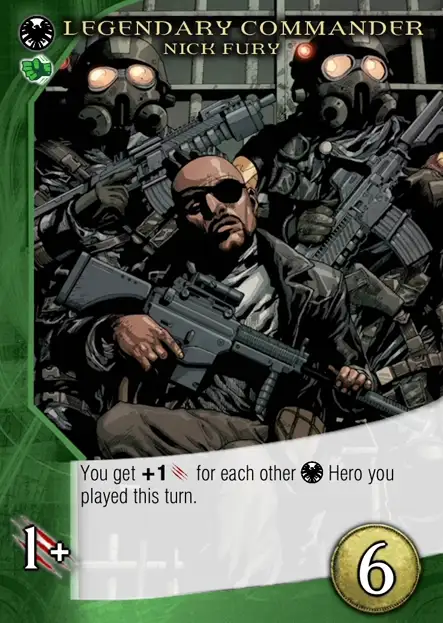 LEGENDARY COMMANDER
NICK FURY
You get +1 for each other Hero you
played this turn.
1+
6